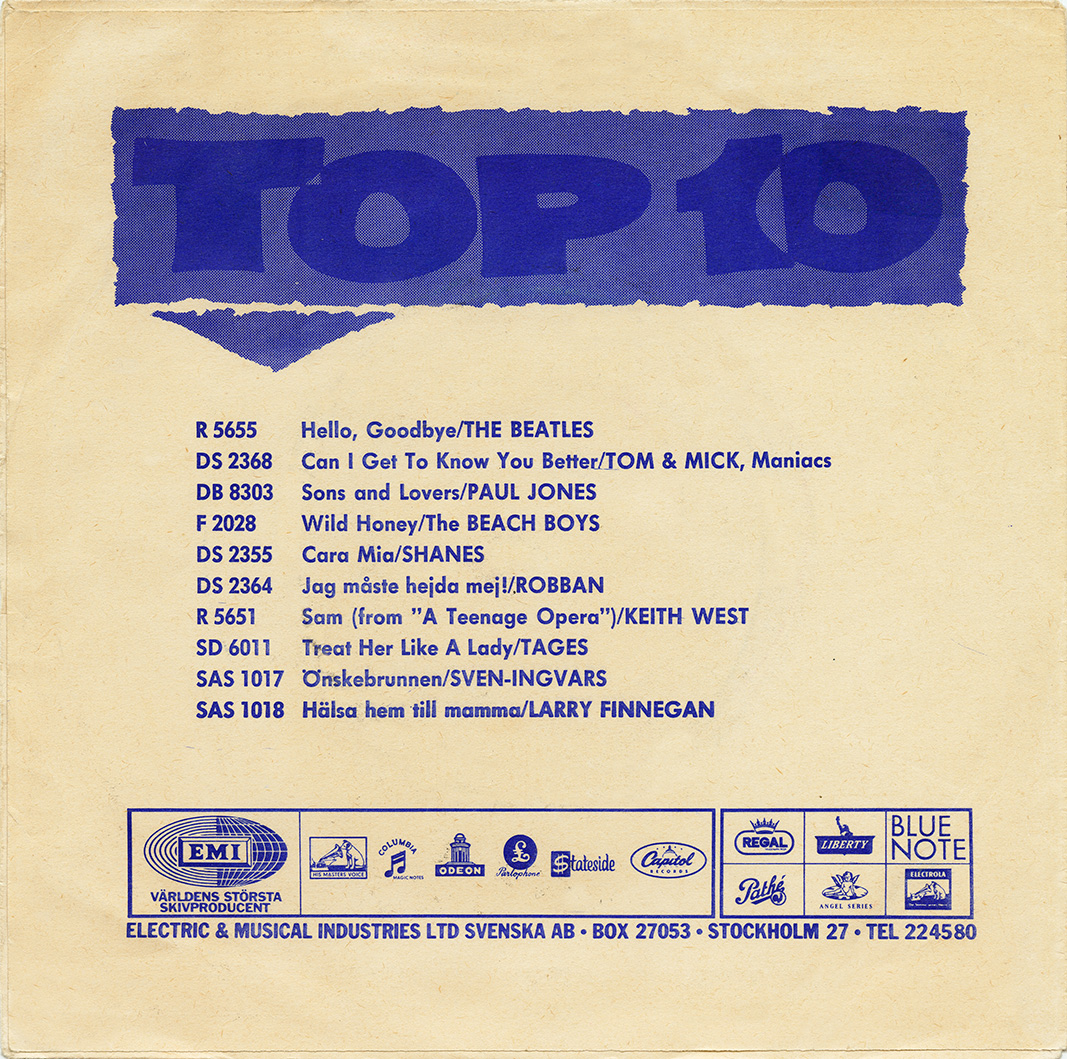 TOP 10
R 5655 Hello, Goodbye/THE BEATLES
DS 2368 Can I Get To Know You Better/TOM & MICK, Maniacs
DB 8303 Sons and Lovers/PAUL JONES
F 2028 Wild Honey/The BEACH BOYS
DS 2355 Cara Mia/SHANES
DS 2364 Jag måste hejda mej!/ROBBAN
R 5651 Sam (from ”A Teenage Opera”)/KEITH WEST
SD 6011 Treat Her Like A Lady/TAGES
SAS 1017 Önskebrunnen/SVEN-INGVARS
SAS 1018 Hälsa hem till mamma/LARRY FINNEGAN
EMI
VÄRLDENS STÖRSTA
SKIVPRODUCENT
HIS MASTERS VOICE
COLUMBIA
MAGIC NOTES
ODEON
£
Parlophone
$tateside
Capitol
RECORDS
REGAL
LIBERTY
BLUE
NOTE
Pathé
ANGEL SERIES
ELECTROLA
ELECTRIC & MUSICAL INDUSTRIES LTD SVENSKA AB • BOX 27053 • STOCKHOLM 27 • TEL 224580